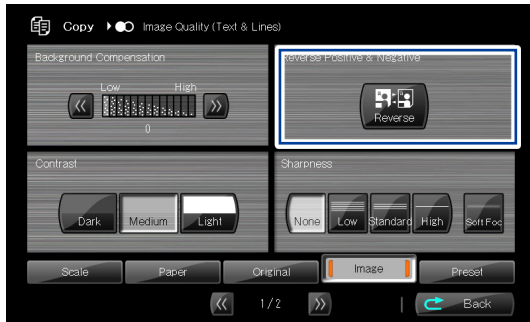 Copy Image Quality (Text & Lines)
Background Compensation
Low High
0
Reverse Positive & Negative
Reverse
Contrast
Dark Medium Light
Sharpness
None Low Standard High Soft Foc
Scale Paper Original Image Preset
1/2
Back